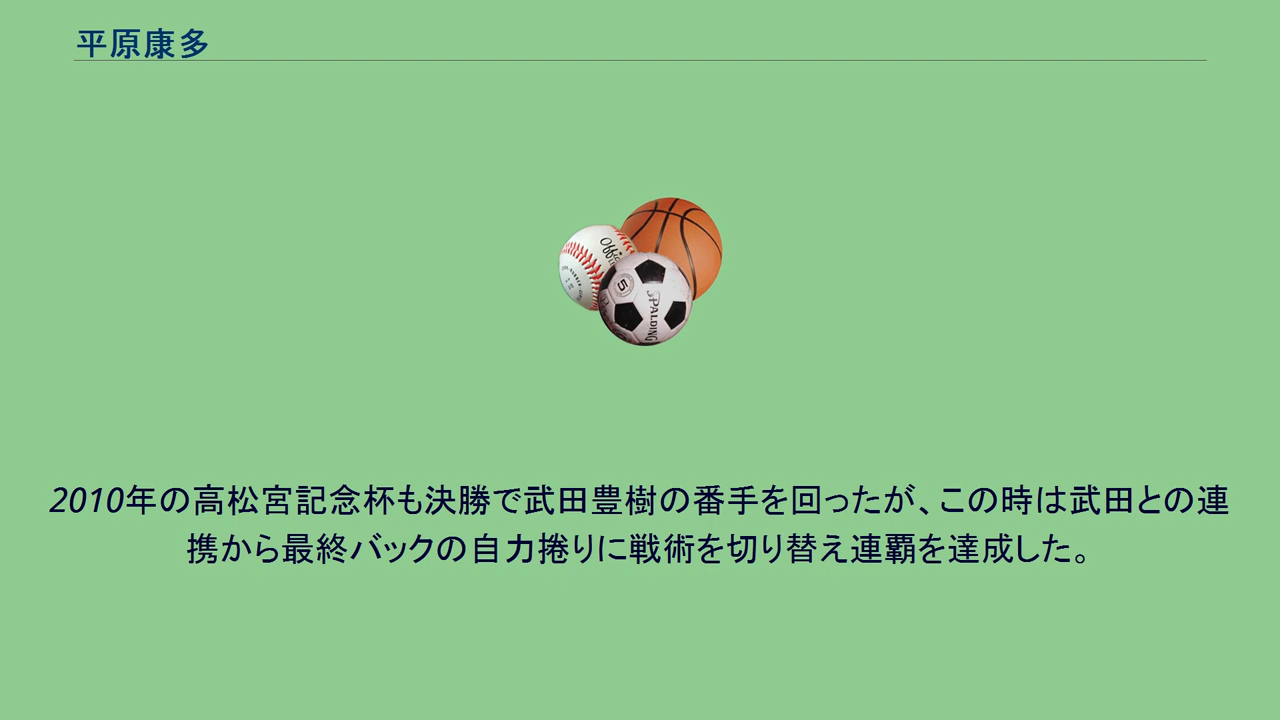 平原康多
Offici
5
SPALDING
2010年の高松宮記念杯も決勝で武田豊樹の番手を回ったが、この時は武田との連
携から最終バックの自力捲りに戦術を切り替え連覇を達成した。